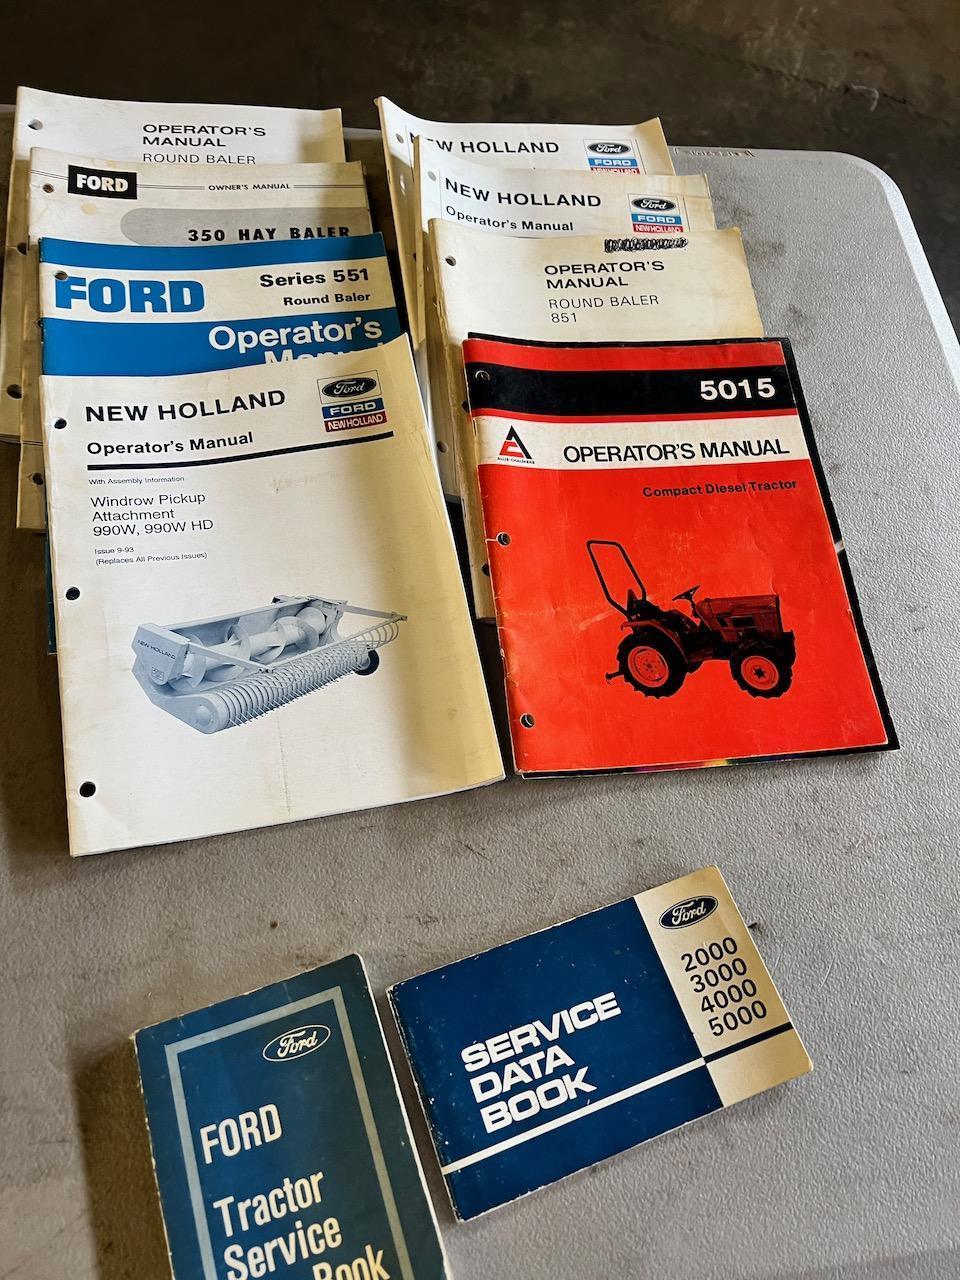 OPERATOR'S
MANUAL
ROUND BALER
FORD
OWNER'S MANUAL
350 HAY BALER
FORD
Series 551
Round Baler
Operator's
Manual
NEW HOLLAND
Ford
FORD
NEW HOLLAND
Operator's Manual
With Assembly Information
Windrow Pickup
Attachment
990W, 990W HD
Issue 9-93
(Replaces All Previous Issues)
NEW HOLLAND
NEW HOLLAND
Ford
FORD
NEW HOLLAND
NEW HOLLAND
Operator's Manual
Ford
FORD
NEW HOLLAND
OPERATOR'S
MANUAL
ROUND BALER
851
5015
ALLIS-CHALMERS
OPERATOR'S MANUAL
Compact Diesel Tractor
Ford
2000
3000
4000
5000
SERVICE
DATA
BOOK
Ford
FORD
Tractor
Service
Book